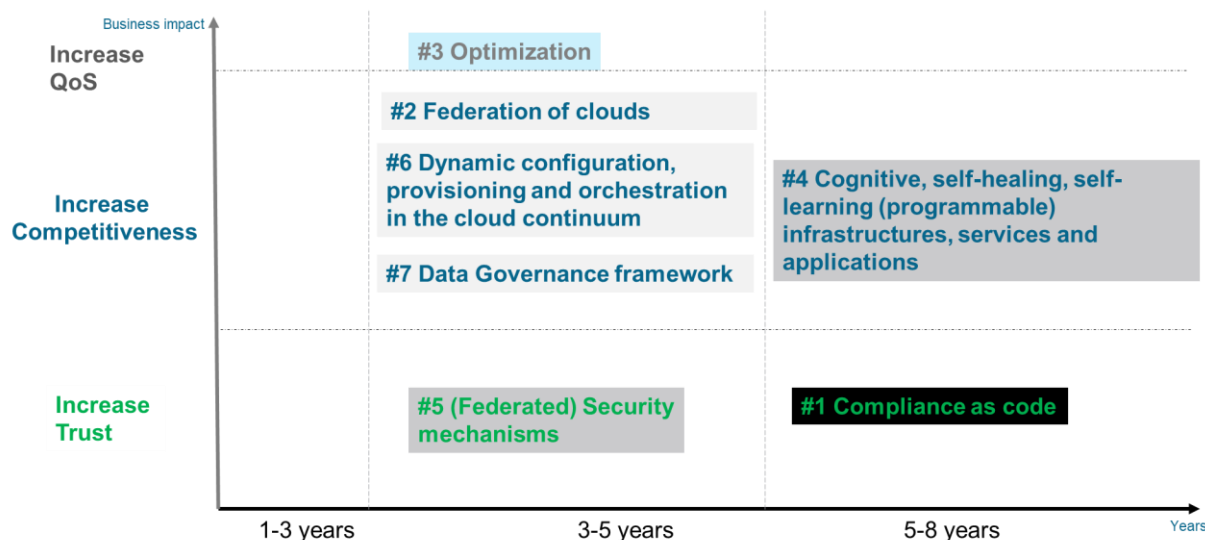 Business impact
Increase
QoS
#3 Optimization
#2 Federation of clouds
#6 Dynamic configuration,
provisioning and orchestration
in the cloud continuum
#4 Cognitive, self-healing, self-
learning (programmable)
infrastructures, services and
applications
Increase
Competitiveness
#7 Data Governance framework
Increase
Trust
#5 (Federated) Security
mechanisms
#1 Compliance as code
1-3 years
3-5 years
5-8 years
Years